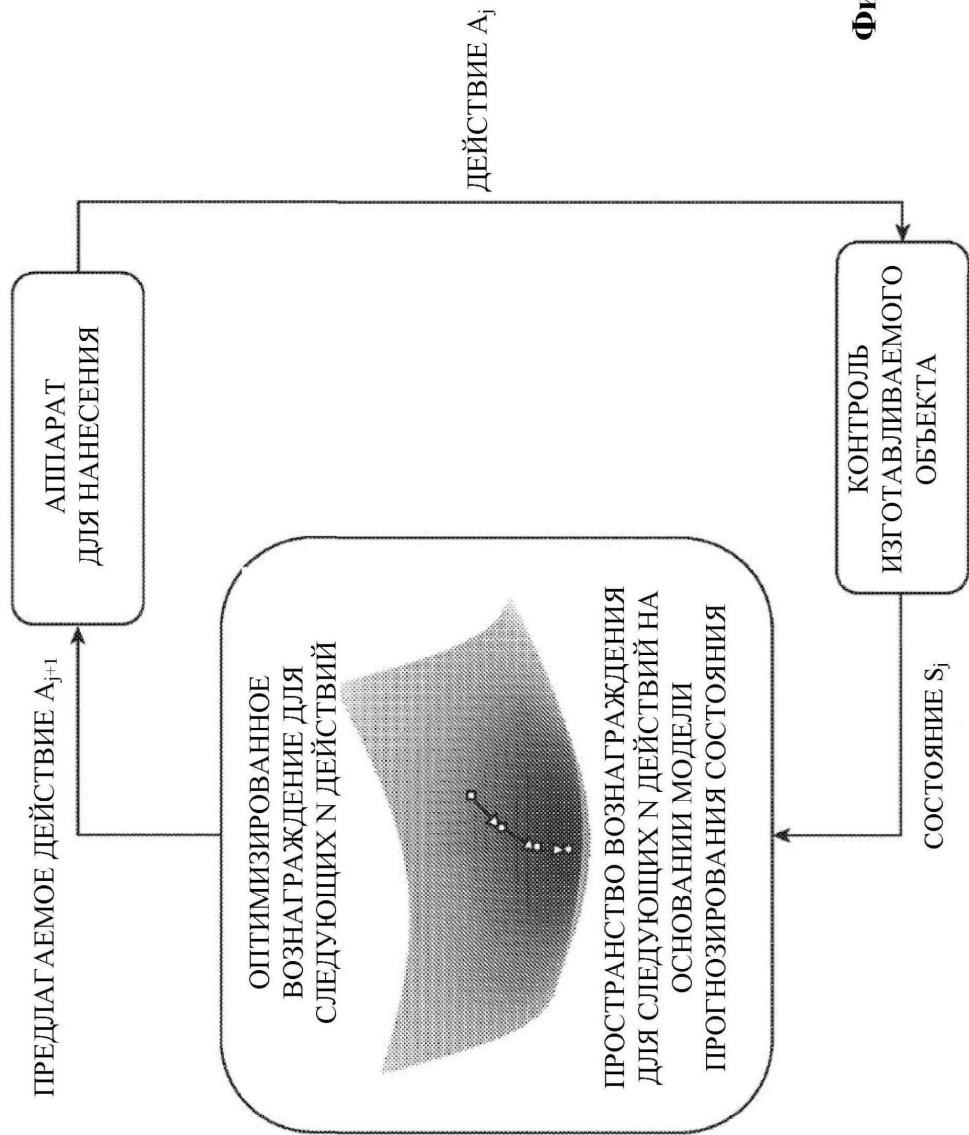 ПРЕДЛАГАЕМОЕ ДЕЙСТВИЕ Aj+1
АППАРАТ
ДЛЯ НАНЕСЕНИЯ
ОПТИМИЗИРОВАННОЕ
ВОЗНАГРАЖДЕНИЕ ДЛЯ
СЛЕДУЮЩИХ N ДЕЙСТВИЙ
ПРОСТРАНСТВО ВОЗНАГРАЖДЕНИЯ
ДЛЯ СЛЕДУЮЩИХ N ДЕЙСТВИЙ НА
ОСНОВАНИИ МОДЕЛИ
ПРОГНОЗИРОВАНИЯ СОСТОЯНИЯ
ДЕЙСТВИЕ Aj
СОСТОЯНИЕ Sj
КОНТРОЛЬ
ИЗГОТАВЛИВАЕМОГО
ОБЪЕКТА